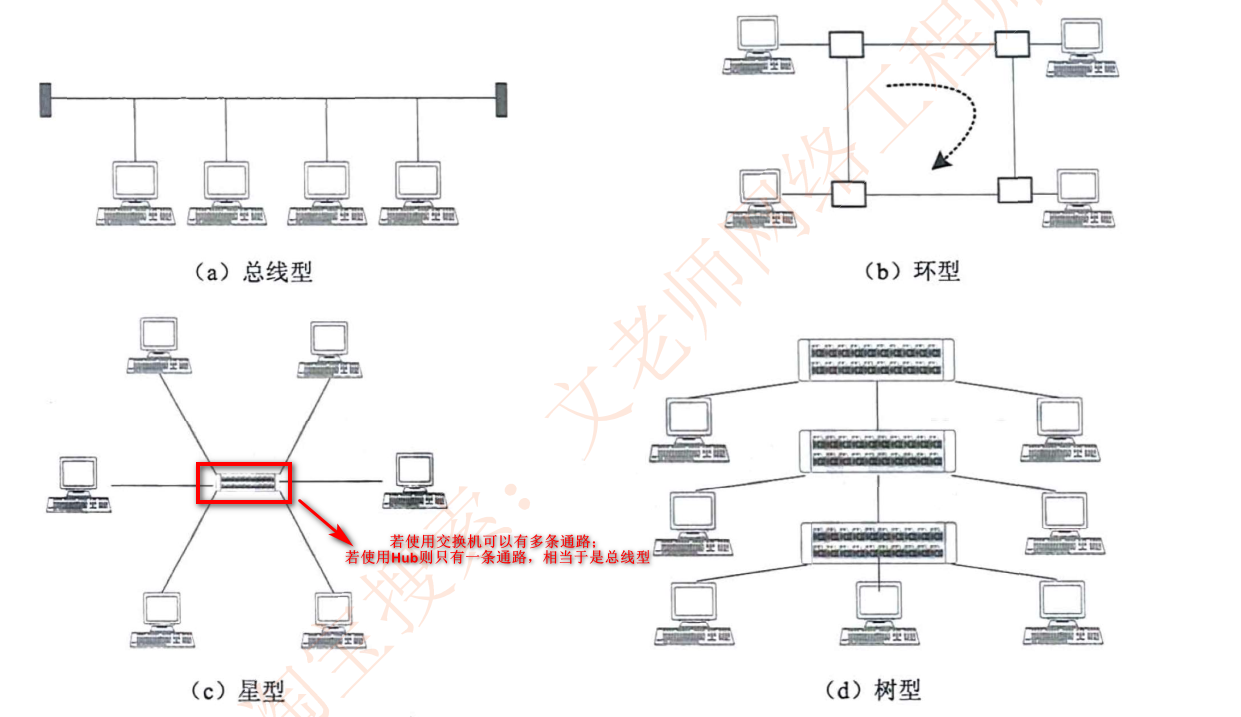 (a) 总线型
(b) 环型
若使用交换机可以有多条通路;
若使用Hub则只有一条通路，相当于是总线型
(c) 星型
(d) 树型
淘宝搜索：文老师网络工程师